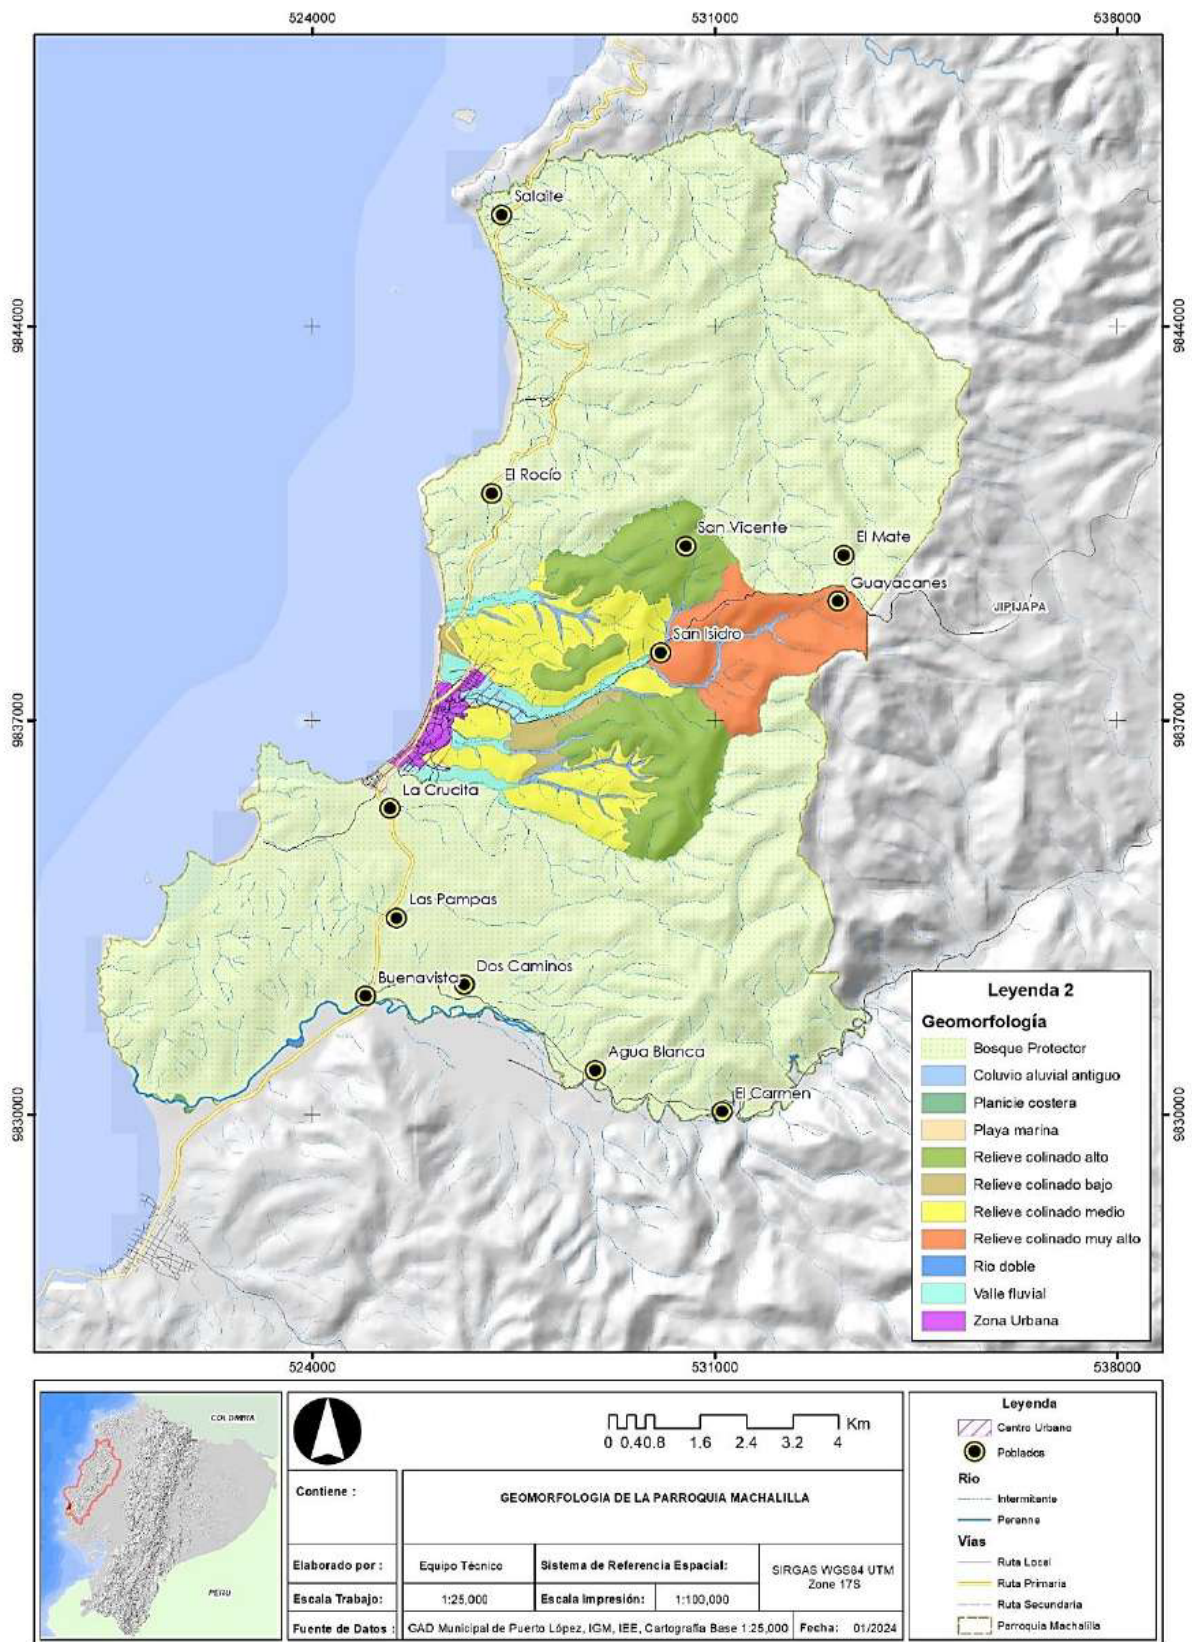 524000 531000 538000
9844000 9844000
Salaite
El Rocío
San Vicente
El Mate
Guayacanes
JIPIJAPA
San Isidro
9837000 9837000
La Crucita
Las Pampas
Buenavista
Dos Caminos
Agua Blanca
El Carmen
9830000 9830000
Leyenda 2
Geomorfología
Bosque Protector
Coluvio aluvial antiguo
Planicie costera
Playa marina
Relieve colinado alto
Relieve colinado bajo
Relieve colinado medio
Relieve colinado muy alto
Rio doble
Valle fluvial
Zona Urbana
524000 531000 538000
COLOMBIA
PERU
0 0.40.8 1.6 2.4 3.2 4 Km
Contiene :
GEOMORFOLOGIA DE LA PARROQUIA MACHALILLA
Elaborado por : Equipo Técnico Sistema de Referencia Espacial: SIRGAS WGS84 UTM
Zone 17S
Escala Trabajo: 1:25,000 Escala Impresión: 1:100,000
Fuente de Datos : GAD Municipal de Puerto López, IGM, IEE, Cartografía Base 1:25,000 Fecha: 01/2024
Leyenda
Centro Urbano
Poblados
Rio
Intermitente
Perenne
Vías
Ruta Local
Ruta Primaria
Ruta Secundaria
Parroquia Machalilla